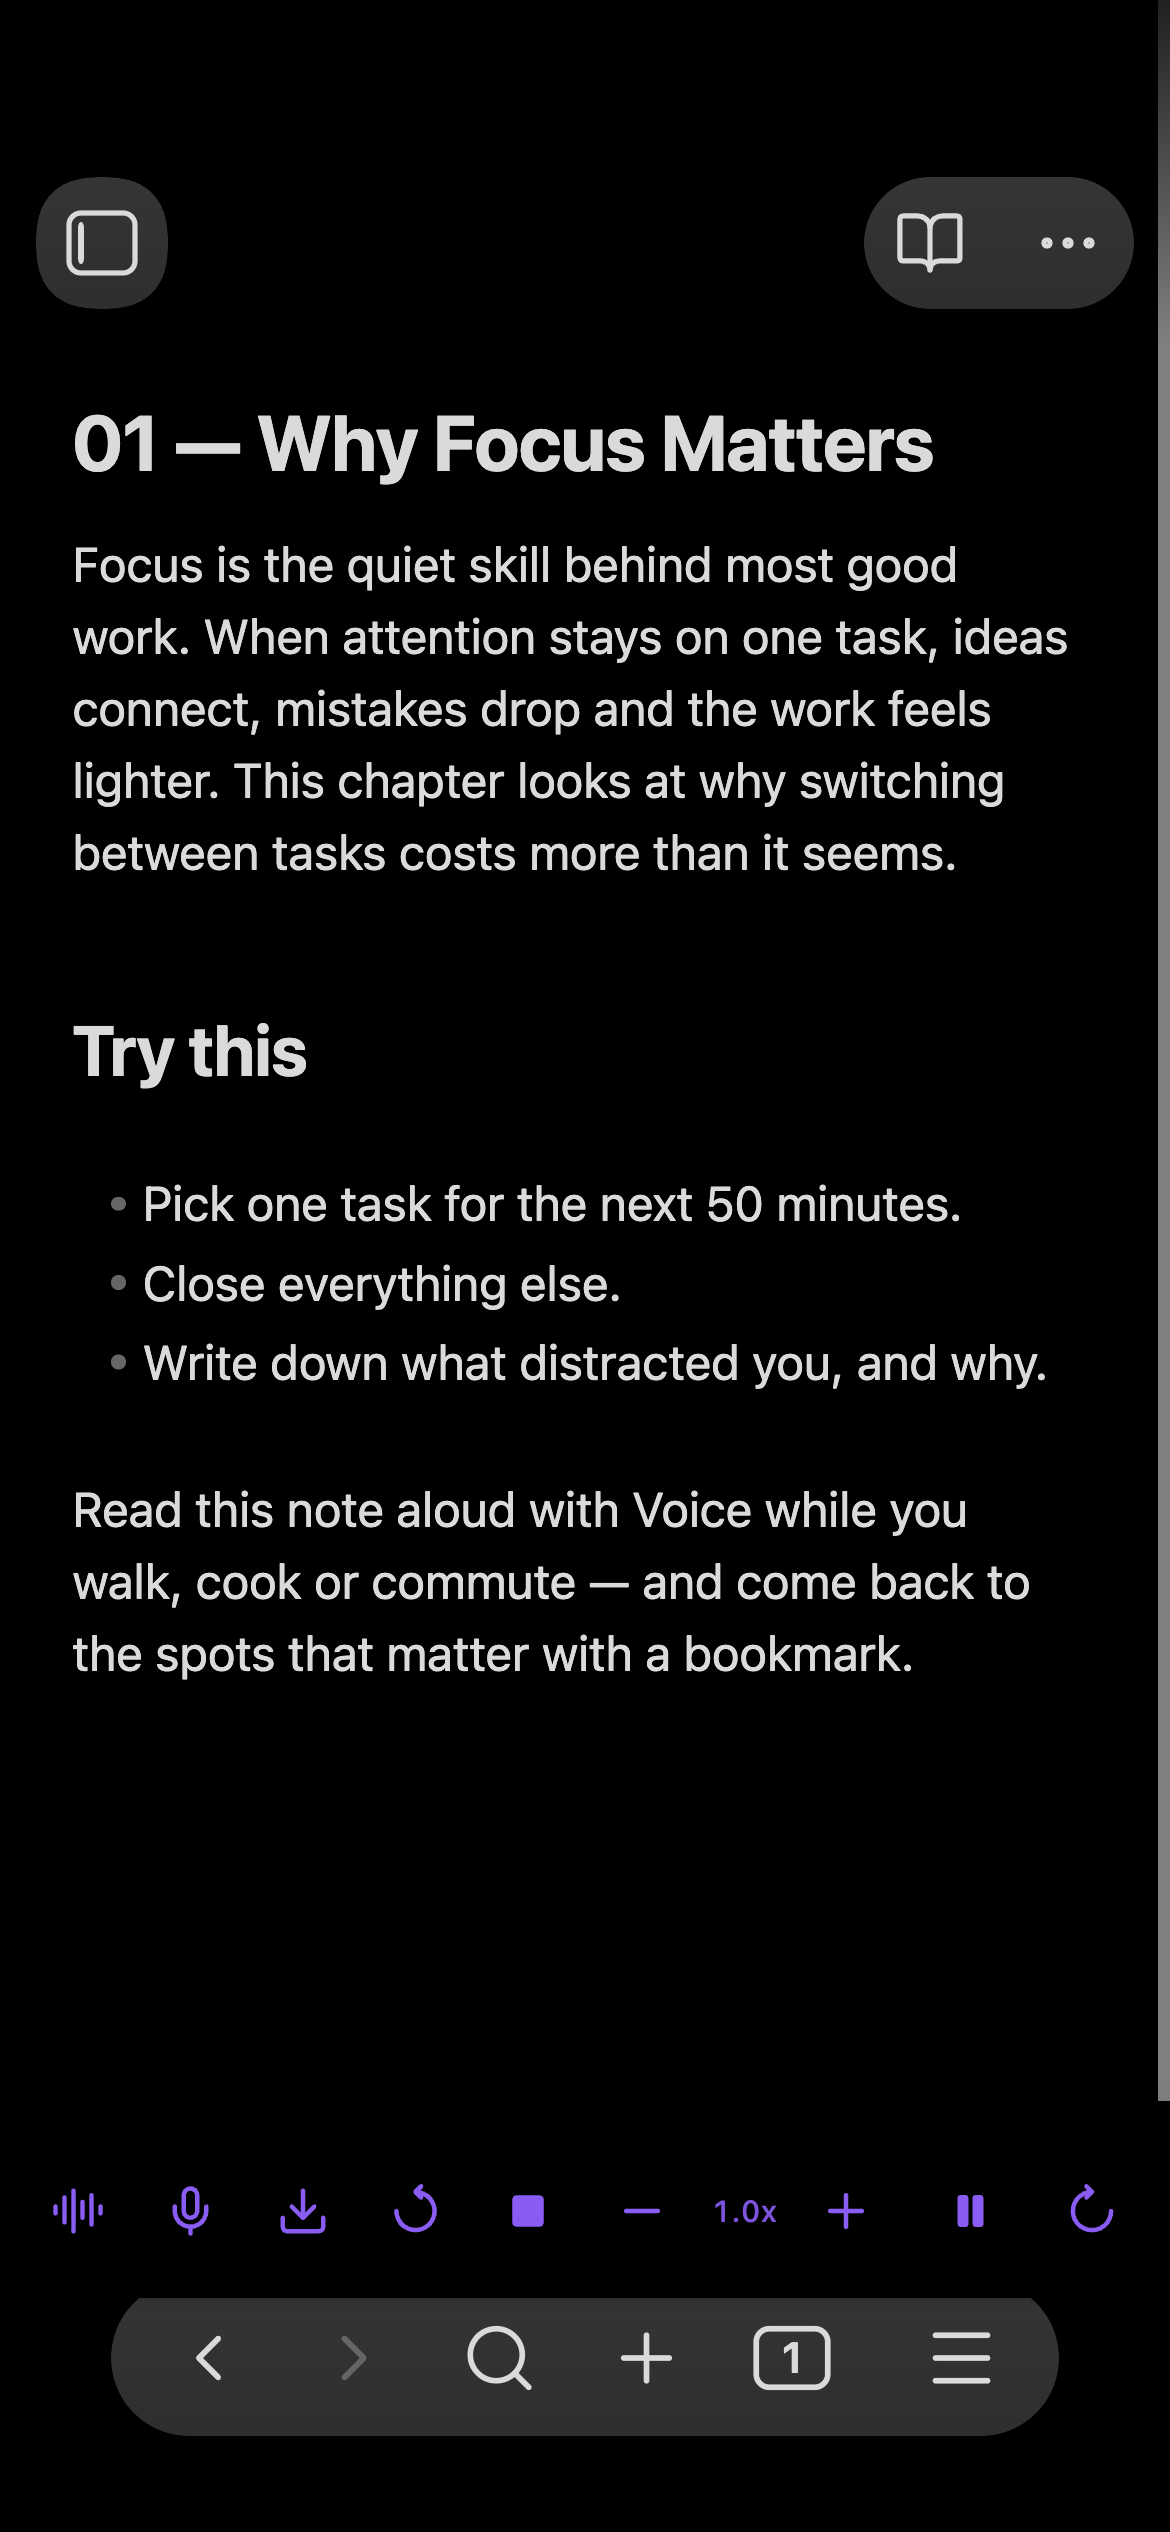 01 — Why Focus Matters
Focus is the quiet skill behind most good
work. When attention stays on one task, ideas
connect, mistakes drop and the work feels
lighter. This chapter looks at why switching
between tasks costs more than it seems.
Try this
• Pick one task for the next 50 minutes.
• Close everything else.
• Write down what distracted you, and why.
Read this note aloud with Voice while you
walk, cook or commute — and come back to
the spots that matter with a bookmark.
1.0x
1